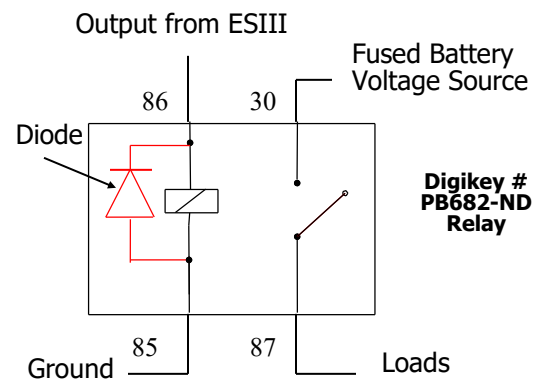 Output from ESIII
Fused Battery
Voltage Source
86
30
Diode
Digikey #
PB682-ND
Relay
85
87
Ground
Loads